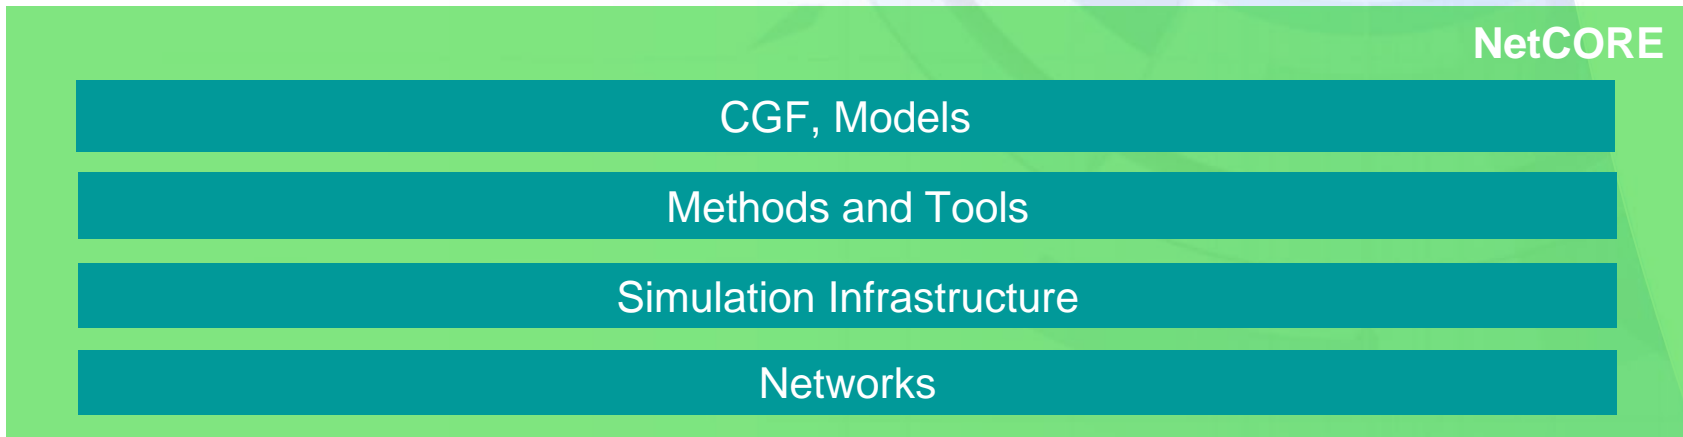 NetCORE
CGF, Models
Methods and Tools
Simulation Infrastructure
Networks